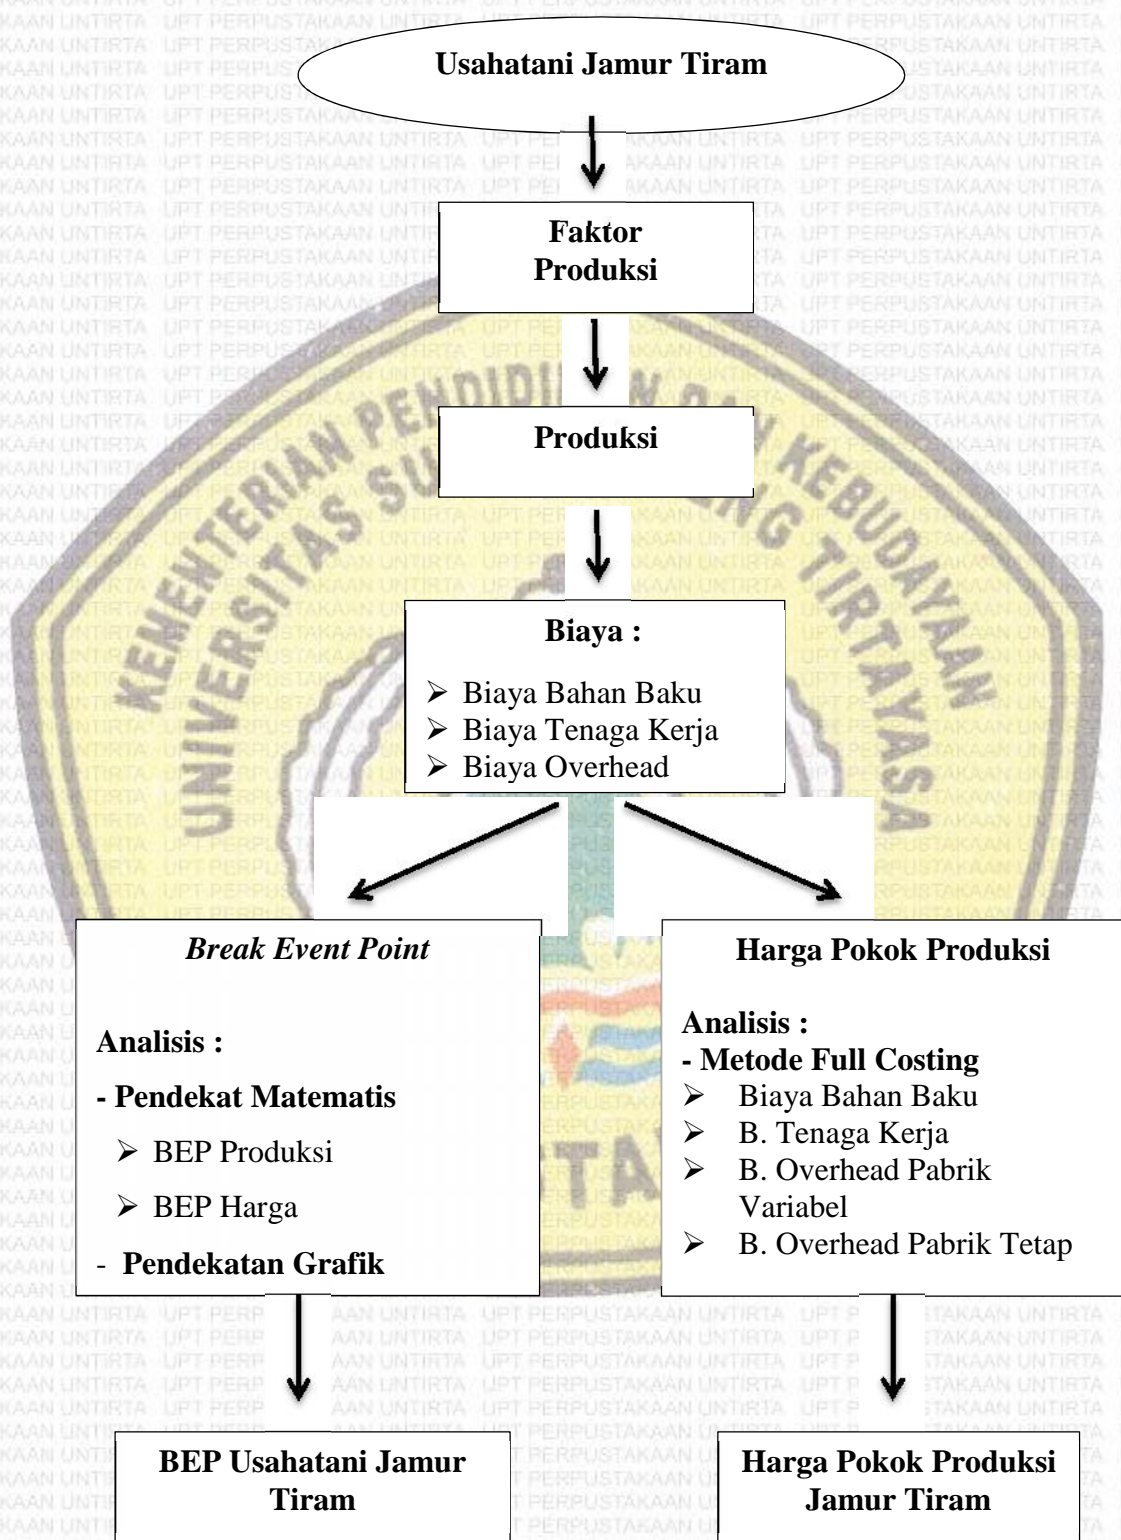 Usahatani Jamur Tiram
Faktor
Produksi
Produksi
Biaya :
➢ Biaya Bahan Baku
➢ Biaya Tenaga Kerja
➢ Biaya Overhead
Break Event Point
Analisis :
- Pendekat Matematis
➢ BEP Produksi
➢ BEP Harga
- Pendekatan Grafik
Harga Pokok Produksi
Analisis :
- Metode Full Costing
➢ Biaya Bahan Baku
➢ B. Tenaga Kerja
➢ B. Overhead Pabrik
Variabel
➢ B. Overhead Pabrik Tetap
BEP Usahatani Jamur
Tiram
Harga Pokok Produksi
Jamur Tiram